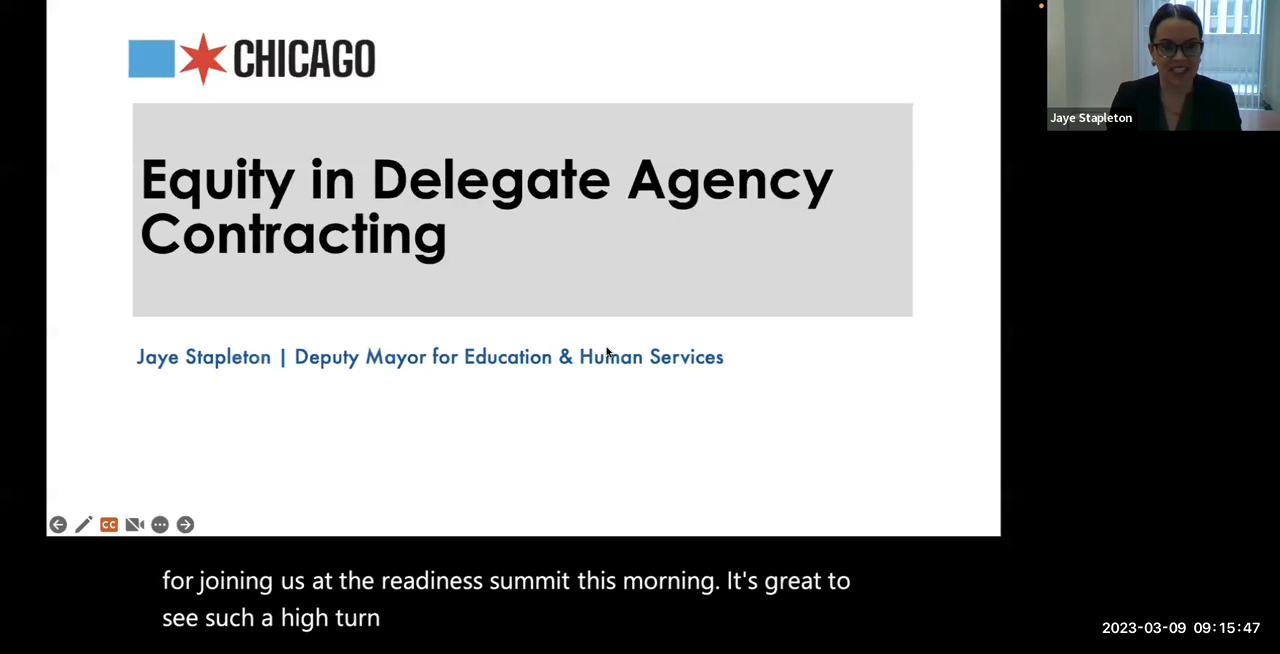 CHICAGO
Equity in Delegate Agency
Contracting
Jaye Stapleton | Deputy Mayor for Education & Human Services
Jaye Stapleton
CC
for joining us at the readiness summit this morning. It's great to
see such a high turn
2023-03-09 09:15:47